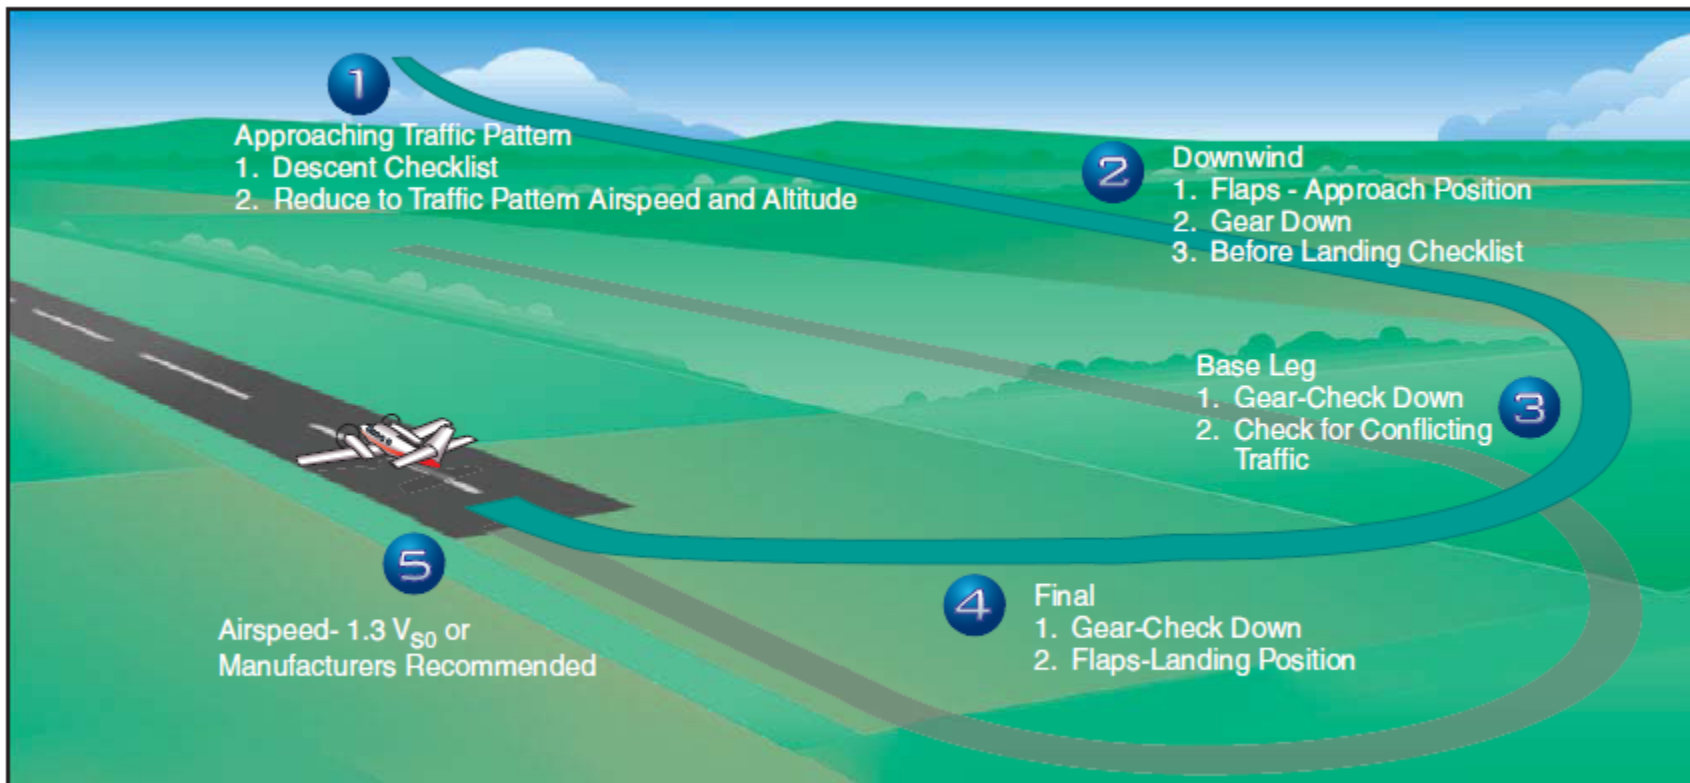 1
Approaching Traffic Pattern
1. Descent Checklist
2. Reduce to Traffic Pattern Airspeed and Altitude
2
Downwind
1. Flaps - Approach Position
2. Gear Down
3. Before Landing Checklist
3
Base Leg
1. Gear-Check Down
2. Check for Conflicting
Traffic
4
Final
1. Gear-Check Down
2. Flaps-Landing Position
5
Airspeed- 1.3 VS0 or
Manufacturers Recommended